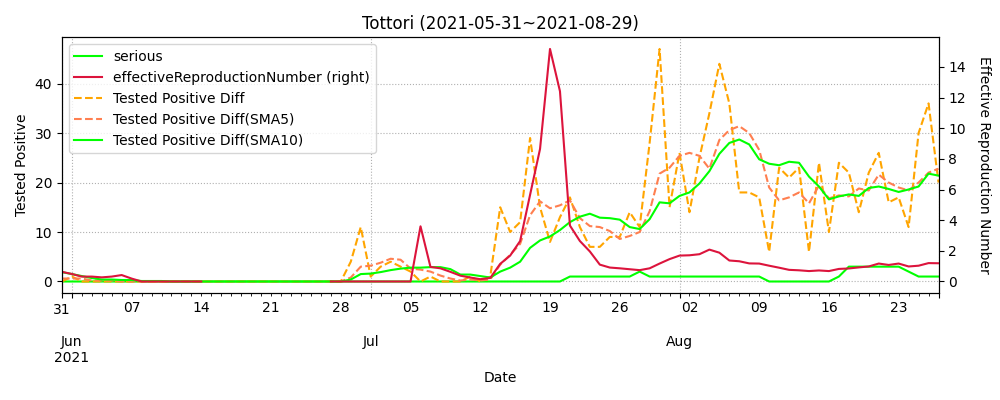 Tottori (2021-05-31~2021-08-29)
serious
effectiveReproductionNumber (right)
Tested Positive Diff
Tested Positive Diff(SMA5)
Tested Positive Diff(SMA10)
Tested Positive
40
30
20
10
0
14
12
10
8
6
4
2
0
Effective Reproduction Number
31 07 14 21 28 05 12 19 26 02 09 16 23
Jun Jul Aug
2021
Date